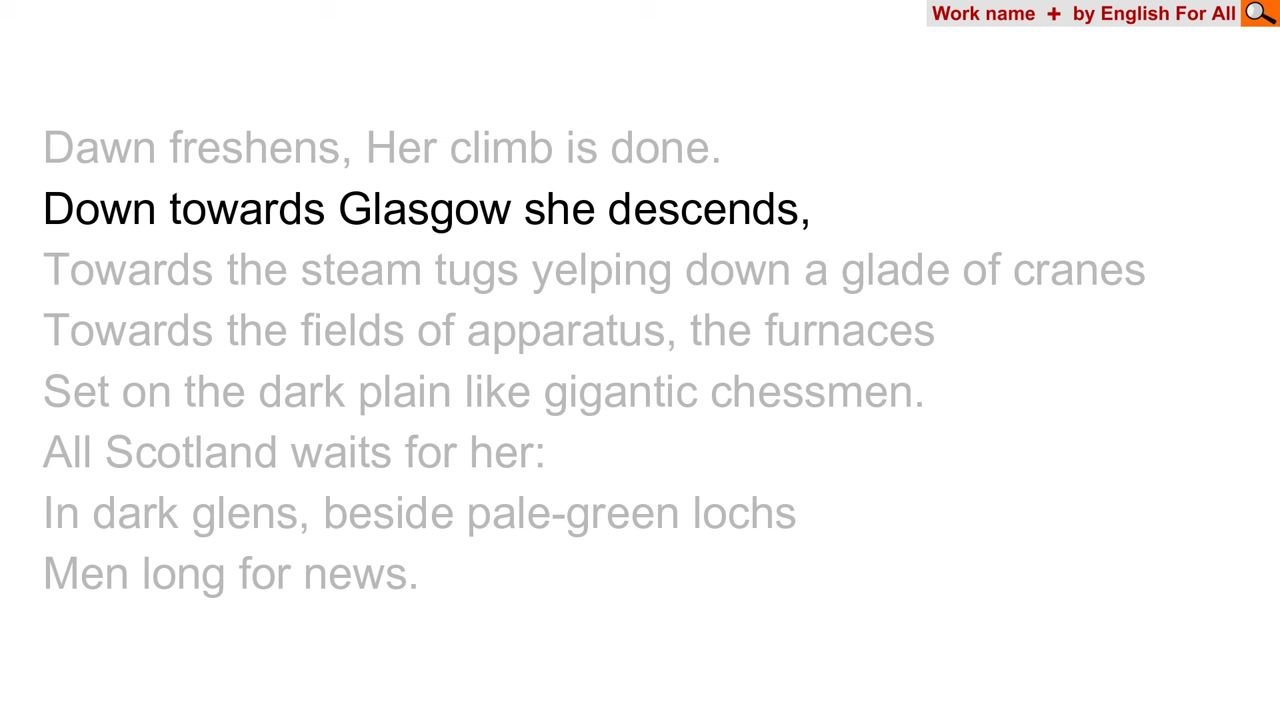 Work name + by English For All
Dawn freshens, Her climb is done.
Down towards Glasgow she descends,
Towards the steam tugs yelping down a glade of cranes
Towards the fields of apparatus, the furnaces
Set on the dark plain like gigantic chessmen.
All Scotland waits for her:
In dark glens, beside pale-green lochs
Men long for news.